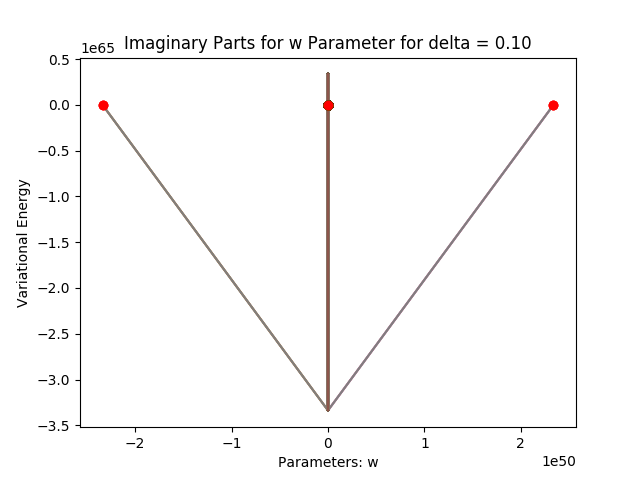 Imaginary Parts for w Parameter for delta = 0.10
1e65
0.5
0.0
−0.5
−1.0
−1.5
−2.0
−2.5
−3.0
−3.5
Variational Energy
−2
−1
0
1
2
1e50
Parameters: w